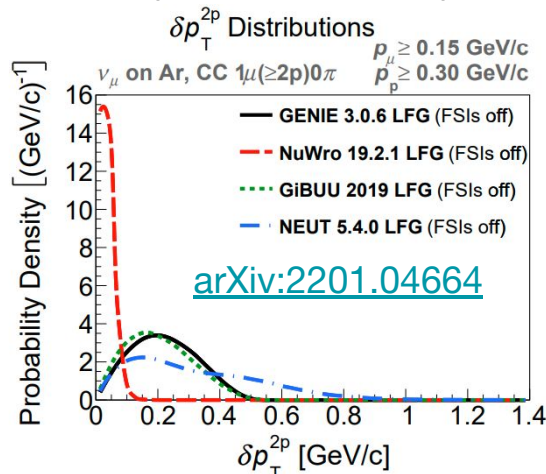 δp_T^2p Distributions
p_μ ≥ 0.15 GeV/c
ν_μ on Ar, CC 1μ(≥2p)0π p_p ≥ 0.30 GeV/c
Probability Density [(GeV/c)⁻¹]
16
14
12
10
8
6
4
2
0
GENIE 3.0.6 LFG (FSIs off)
NuWro 19.2.1 LFG (FSIs off)
GiBUU 2019 LFG (FSIs off)
NEUT 5.4.0 LFG (FSIs off)
arXiv:2201.04664
0 0.2 0.4 0.6 0.8 1 1.2 1.4
δp_T^2p [GeV/c]